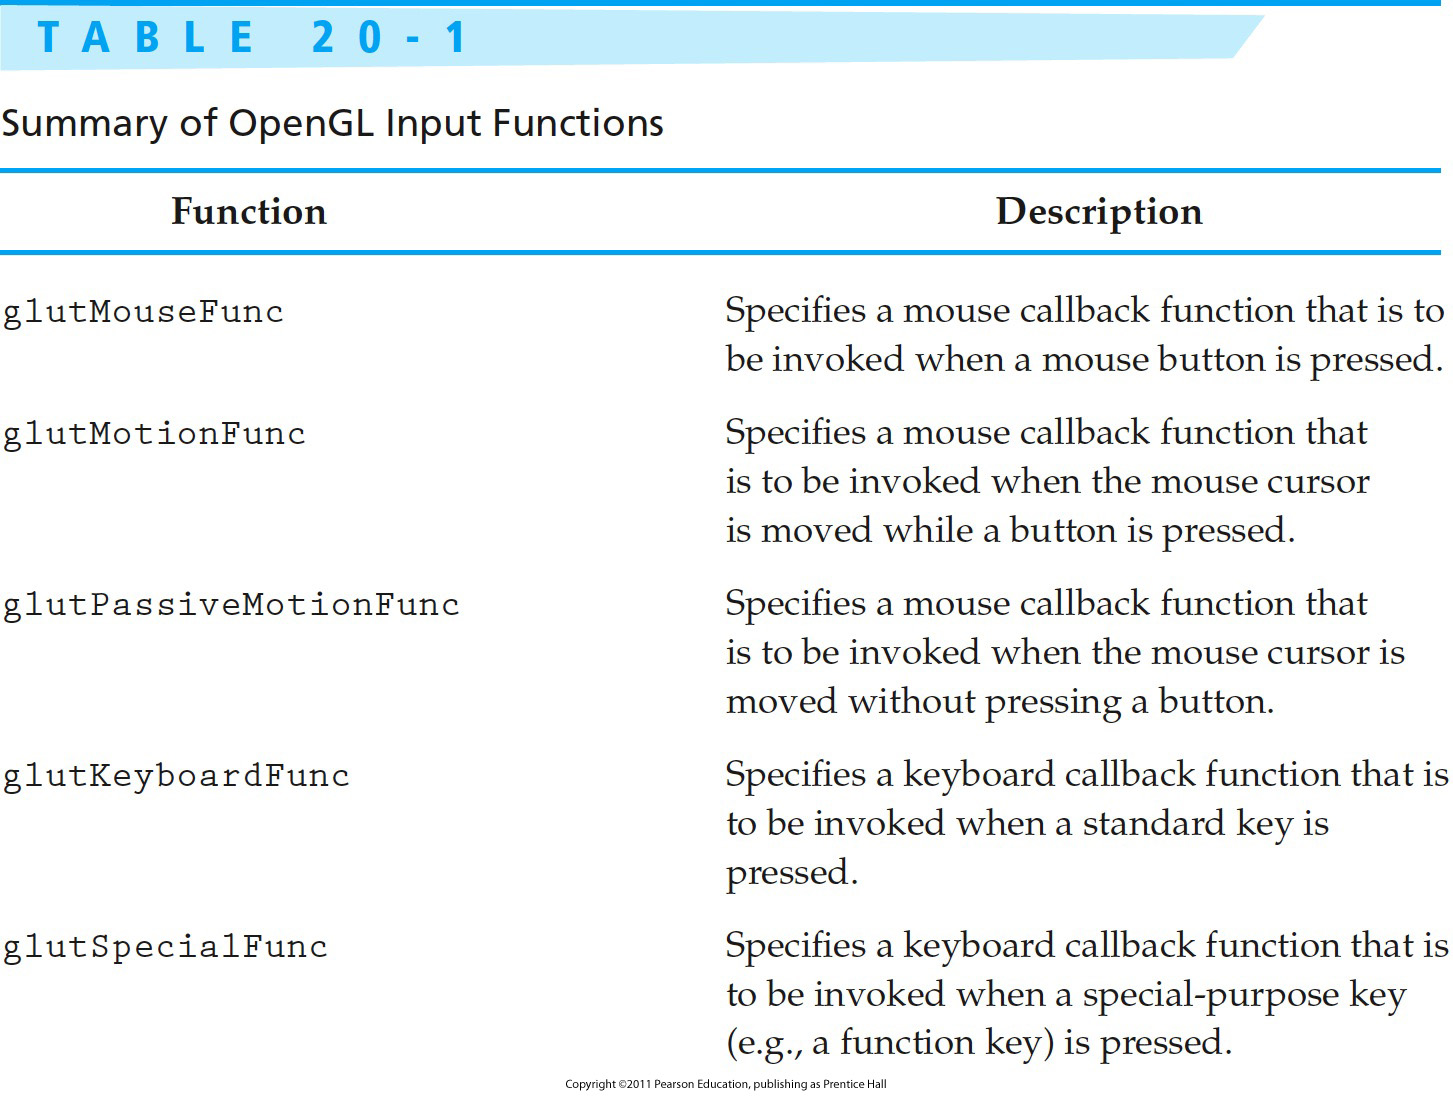 TABLE 20-1
Summary of OpenGL Input Functions
Function Description
glutMouseFunc Specifies a mouse callback function that is to
be invoked when a mouse button is pressed.
glutMotionFunc Specifies a mouse callback function that
is to be invoked when the mouse cursor
is moved while a button is pressed.
glutPassiveMotionFunc Specifies a mouse callback function that
is to be invoked when the mouse cursor is
moved without pressing a button.
glutKeyboardFunc Specifies a keyboard callback function that is
to be invoked when a standard key is
pressed.
glutSpecialFunc Specifies a keyboard callback function that is
to be invoked when a special-purpose key
(e.g., a function key) is pressed.
Copyright ©2011 Pearson Education, publishing as Prentice Hall